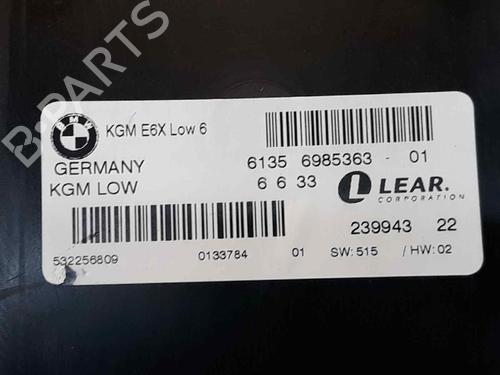 B-PARTS
BMW
KGM E6X Low 6
GERMANY
KGM LOW
6135 6985363 - 01
6 6 33
LEAR.
CORPORATION
239943 22
532256809 0133784 01 SW: 515 / HW: 02